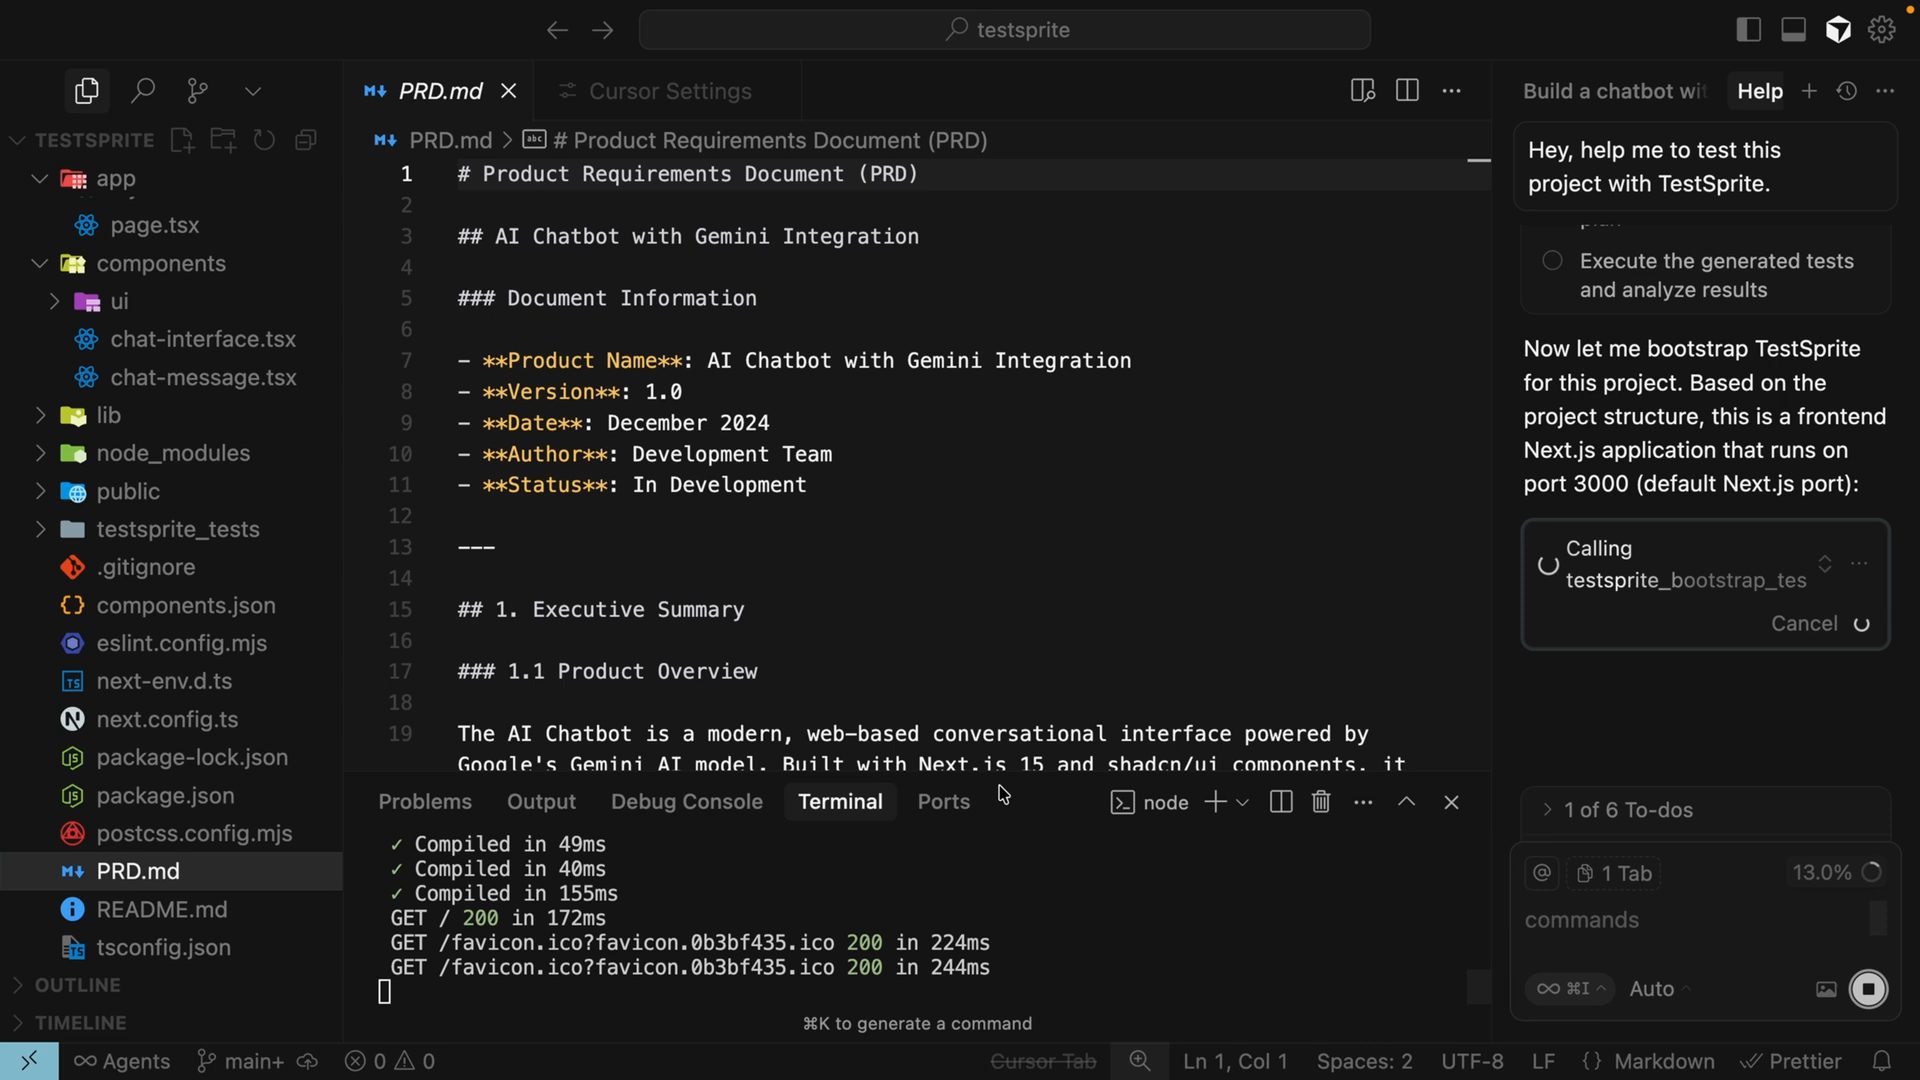 testsprite
PRD.md
Cursor Settings
Build a chatbot wit
Help
TESTSPRITE
app
page.tsx
components
ui
chat-interface.tsx
chat-message.tsx
lib
node_modules
public
testsprite_tests
.gitignore
components.json
eslint.config.mjs
next-env.d.ts
next.config.ts
package-lock.json
package.json
postcss.config.mjs
PRD.md
README.md
tsconfig.json
OUTLINE
TIMELINE
PRD.md > # Product Requirements Document (PRD)
1 # Product Requirements Document (PRD)
2
3 ## AI Chatbot with Gemini Integration
4
5 ### Document Information
6
7 - **Product Name**: AI Chatbot with Gemini Integration
8 - **Version**: 1.0
9 - **Date**: December 2024
10 - **Author**: Development Team
11 - **Status**: In Development
12
13 ---
14
15 ## 1. Executive Summary
16
17 ### 1.1 Product Overview
18
19 The AI Chatbot is a modern, web-based conversational interface powered by
Google's Gemini AI model. Built with Next.js 15 and shadcn/ui components, it
Problems Output Debug Console Terminal Ports
node
✓ Compiled in 49ms
✓ Compiled in 40ms
✓ Compiled in 155ms
GET / 200 in 172ms
GET /favicon.ico?favicon.0b3bf435.ico 200 in 224ms
GET /favicon.ico?favicon.0b3bf435.ico 200 in 244ms
⌘K to generate a command
Hey, help me to test this
project with TestSprite.
plan
Execute the generated tests
and analyze results
Now let me bootstrap TestSprite
for this project. Based on the
project structure, this is a frontend
Next.js application that runs on
port 3000 (default Next.js port):
Calling
testsprite_bootstrap_tes
Cancel
1 of 6 To-dos
@ 1 Tab 13.0%
commands
∞ ⌘I Auto
Agents main+ 0 0 Cursor Tab Ln 1, Col 1 Spaces: 2 UTF-8 LF {} Markdown Prettier